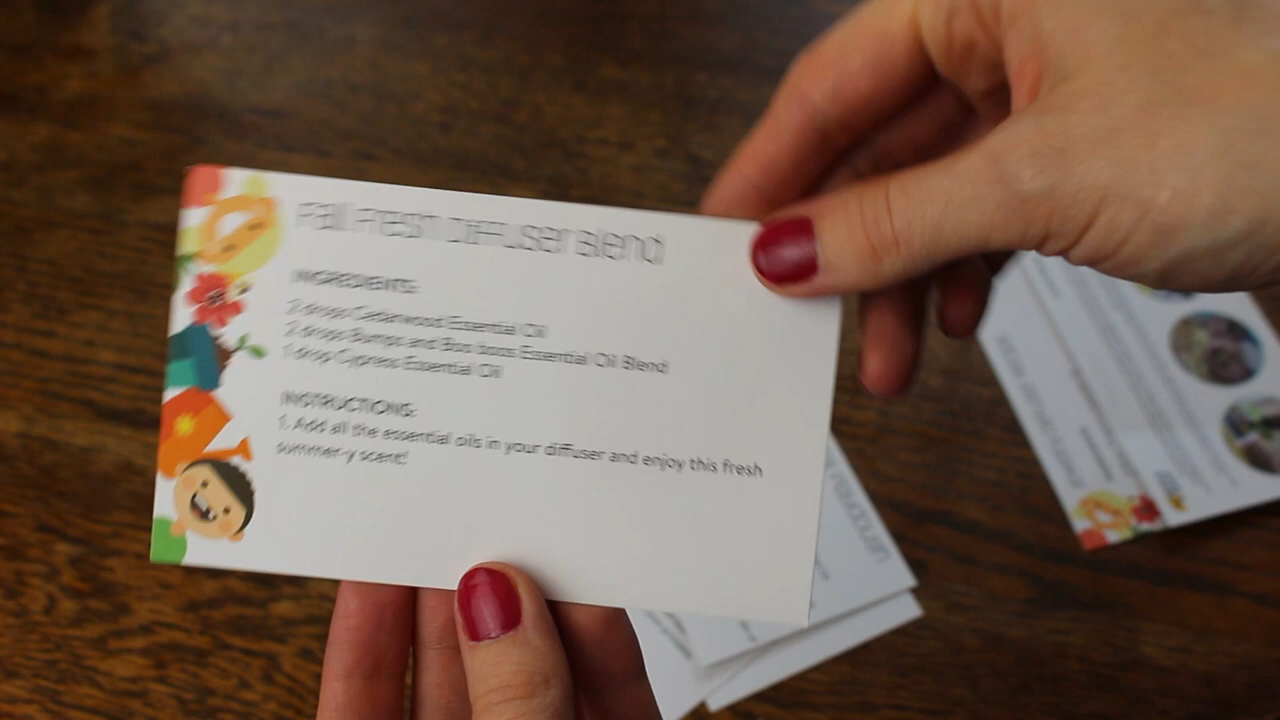 Fall Fresh Diffuser Blend
INGREDIENTS:
2 drops Cedarwood Essential Oil
2 drops Bumps and Boo boos Essential Oil Blend
1 drop Cypress Essential Oil
INSTRUCTIONS:
1. Add all the essential oils in your diffuser and enjoy this fresh
summer-y scent!